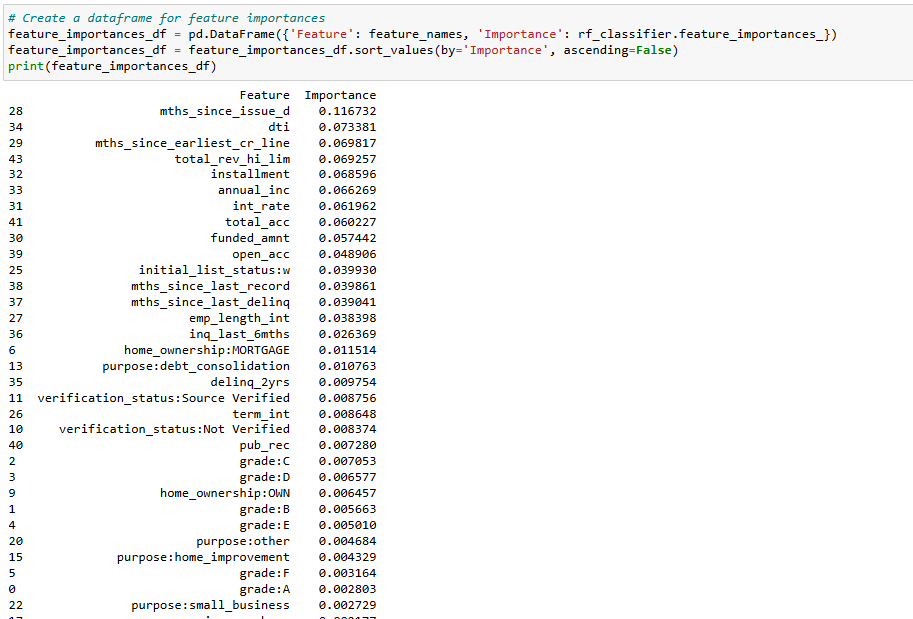 # Create a dataframe for feature importances
feature_importances_df = pd.DataFrame({'Feature': feature_names, 'Importance': rf_classifier.feature_importances_})
feature_importances_df = feature_importances_df.sort_values(by='Importance', ascending=False)
print(feature_importances_df)
Feature Importance
28 mths_since_issue_d 0.116732
34 dti 0.073381
29 mths_since_earliest_cr_line 0.069817
43 total_rev_hi_lim 0.069257
32 installment 0.068596
33 annual_inc 0.066269
31 int_rate 0.061962
41 total_acc 0.060227
30 funded_amnt 0.057442
39 open_acc 0.048906
25 initial_list_status:w 0.039930
38 mths_since_last_record 0.039861
37 mths_since_last_delinq 0.039041
27 emp_length_int 0.038398
36 inq_last_6mths 0.026369
6 home_ownership:MORTGAGE 0.011514
13 purpose:debt_consolidation 0.010763
35 delinq_2yrs 0.009754
11 verification_status:Source Verified 0.008756
26 term_int 0.008648
10 verification_status:Not Verified 0.008374
40 pub_rec 0.007280
2 grade:C 0.007053
3 grade:D 0.006577
9 home_ownership:OWN 0.006457
1 grade:B 0.005663
4 grade:E 0.005010
20 purpose:other 0.004684
15 purpose:home_improvement 0.004329
5 grade:F 0.003164
0 grade:A 0.002803
22 purpose:small_business 0.002729